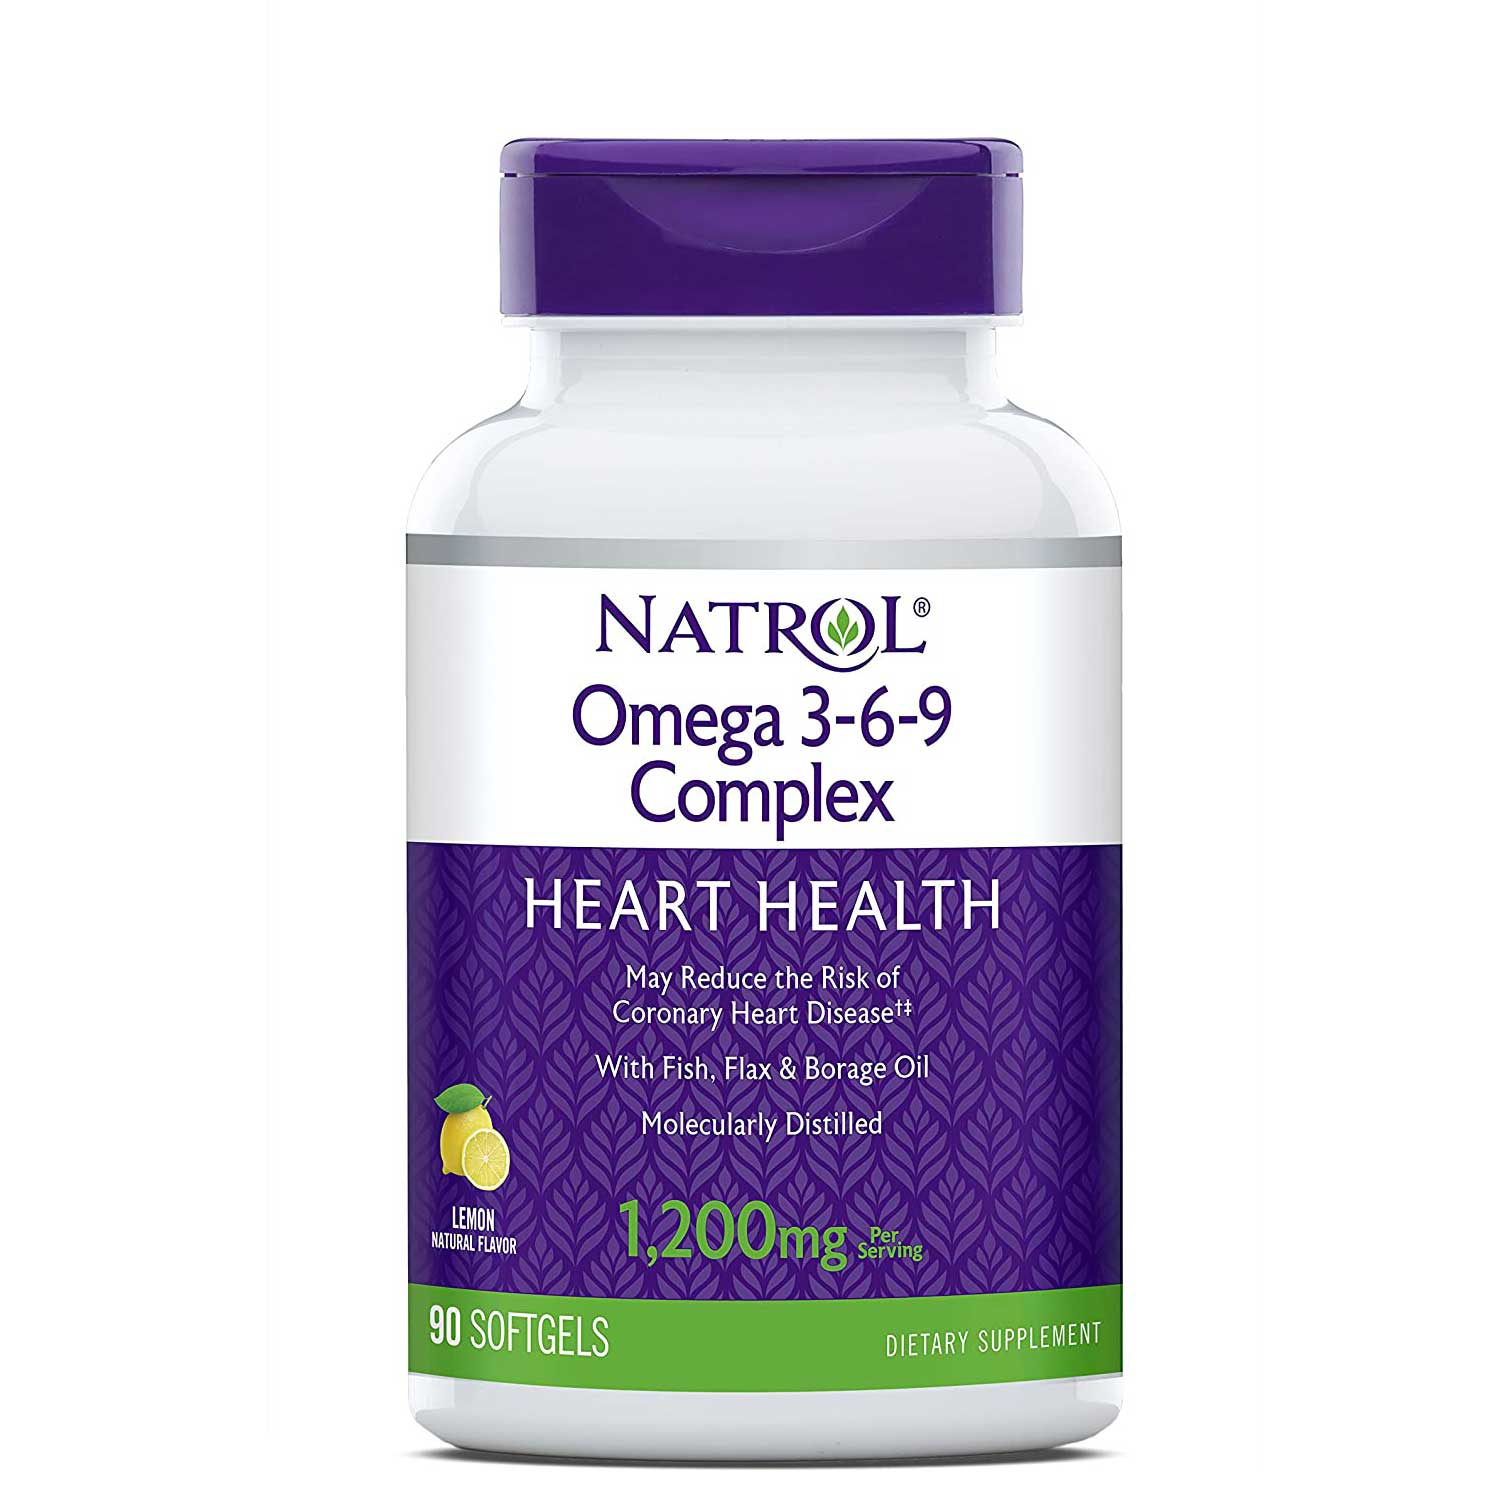 NATROL®
Omega 3-6-9
Complex
HEART HEALTH
May Reduce the Risk of
Coronary Heart Disease†‡
With Fish, Flax & Borage Oil
Molecularly Distilled
LEMON
NATURAL FLAVOR
1,200mg Per Serving
90 SOFTGELS
DIETARY SUPPLEMENT